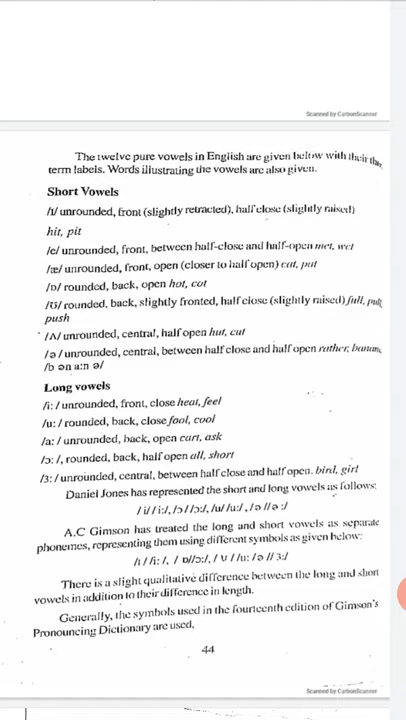 Scanned by CarbonScanner
The twelve pure vowels in English are given below with their three
term labels. Words illustrating the vowels are also given.
Short Vowels
/ɪ/ unrounded, front (slightly retracted), half close (slightly raised)
hit, pit
/e/ unrounded, front, between half-close and half-open met, wet
/æ/ unrounded, front, open (closer to half open) cat, pat
/ɒ/ rounded, back, open hot, cot
/ʊ/ rounded, back, slightly fronted, half close (slightly raised) full, pull,
push
/ʌ/ unrounded, central, half open hut, cut
/ə/ unrounded, central, between half close and half open rather, banana
/b ən a:n ə/
Long vowels
/i:/ unrounded, front, close heat, feel
/u:/ rounded, back, close fool, cool
/a:/ unrounded, back, open cart, ask
/ɔ:/, rounded, back, half open all, short
/ɜ:/ unrounded, central, between half close and half open. bird, girl
Daniel Jones has represented the short and long vowels as follows:
/i// i:/, /ɔ//ɔ:/, /u//u:/, /ə//ə:/
A.C Gimson has treated the long and short vowels as separate
phonemes, representing them using different symbols as given below:
/ɪ//i:/, /ɒ//ɔ:/, /ʊ//u:/ə//ɜ:/
There is a slight qualitative difference between the long and short
vowels in addition to their difference in length.
Generally, the symbols used in the fourteenth edition of Gimson's
Pronouncing Dictionary are used.
44
Scanned by CarbonScanner